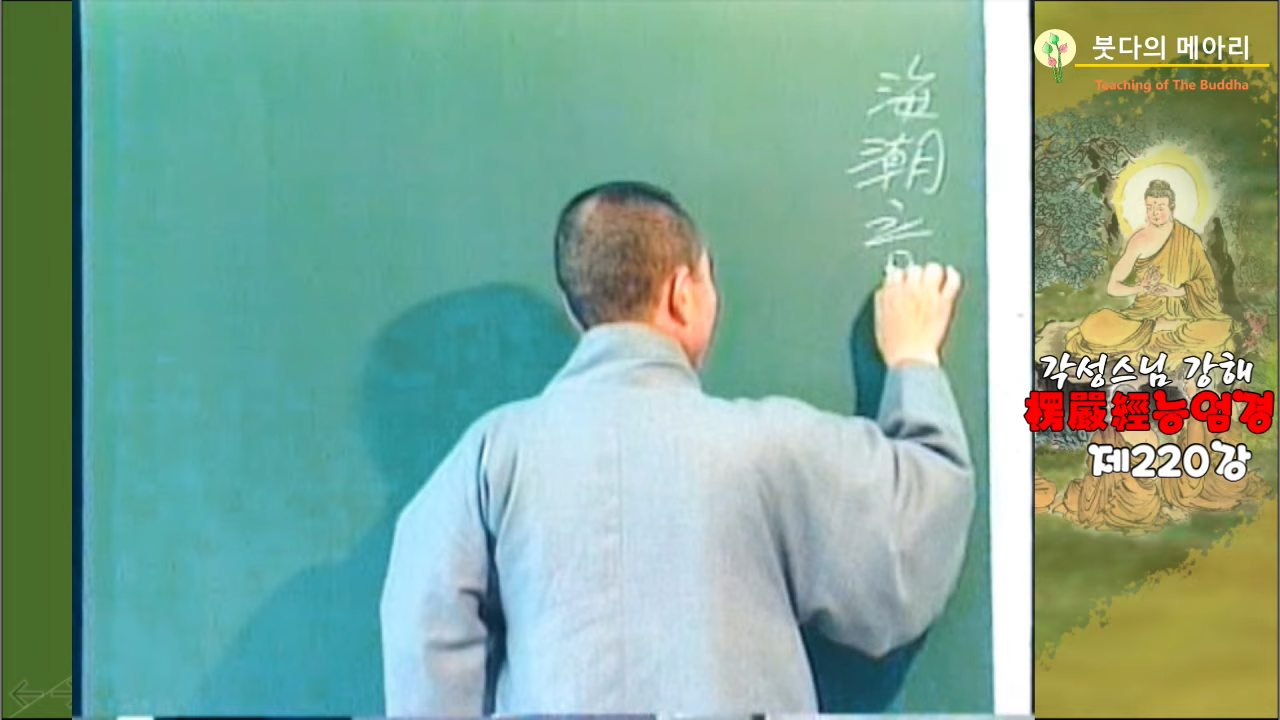 海潮音
붓다의 메아리
Teaching of The Buddha
각성스님 강해
楞嚴經능엄경
제220강